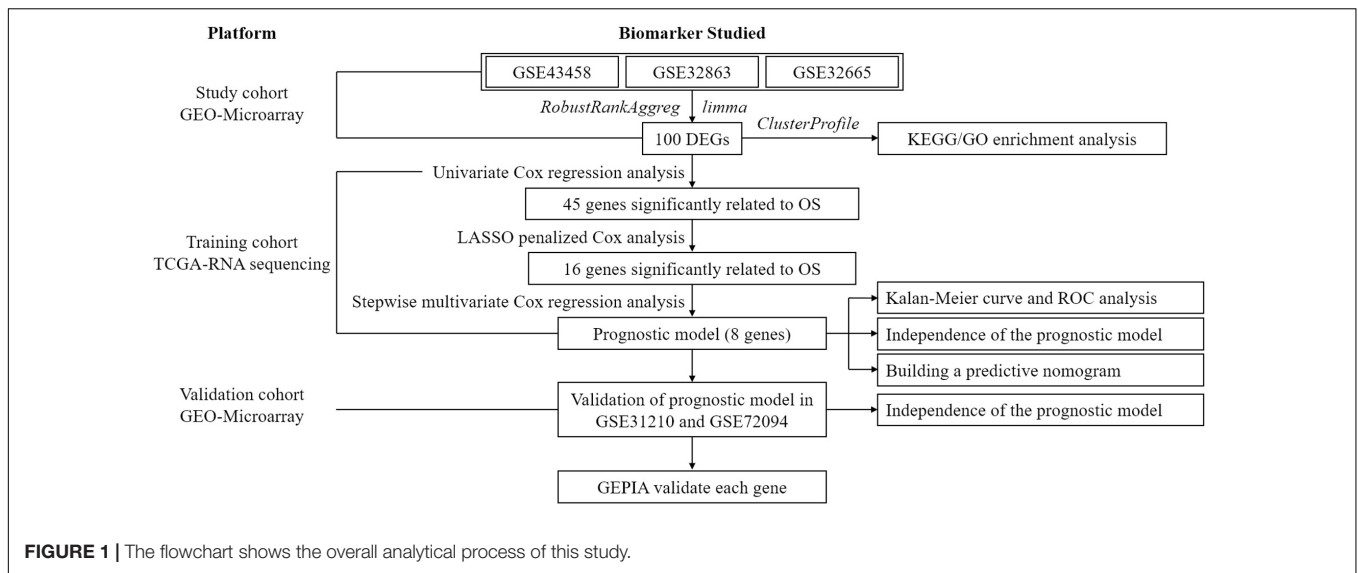 Platform
Biomarker Studied
GSE43458
GSE32863
GSE32665
Study cohort
GEO-Microarray
RobustRankAggreg
limma
100 DEGs
ClusterProfile
KEGG/GO enrichment analysis
Univariate Cox regression analysis
45 genes significantly related to OS
LASSO penalized Cox analysis
Training cohort
TCGA-RNA sequencing
16 genes significantly related to OS
Stepwise multivariate Cox regression analysis
Kalan-Meier curve and ROC analysis
Prognostic model (8 genes)
Independence of the prognostic model
Building a predictive nomogram
Validation cohort
GEO-Microarray
Validation of prognostic model in
GSE31210 and GSE72094
Independence of the prognostic model
GEPIA validate each gene
FIGURE 1 | The flowchart shows the overall analytical process of this study.